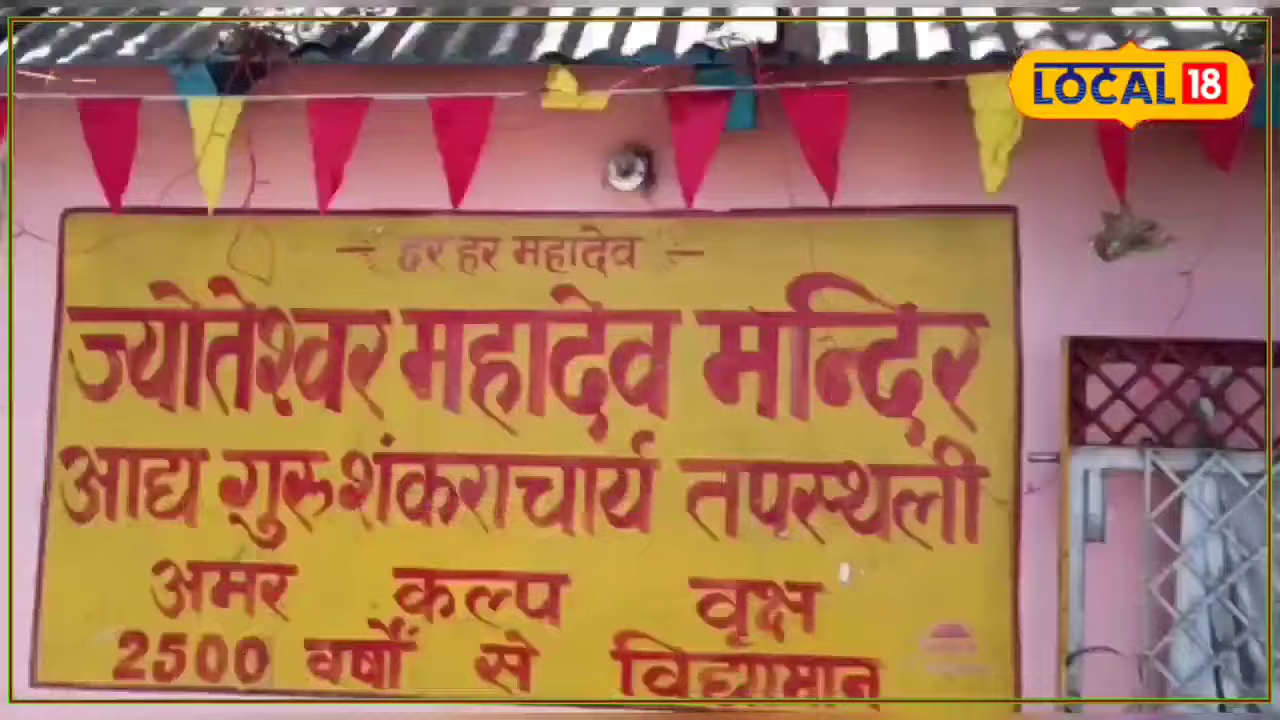 LOCAL 18
हर हर महादेव
ज्योतेश्वर महादेव मन्दिर
आद्य गुरु शंकराचार्य तपस्थली
अमर कल्प वृक्ष
2500 वर्षों से विद्यामान